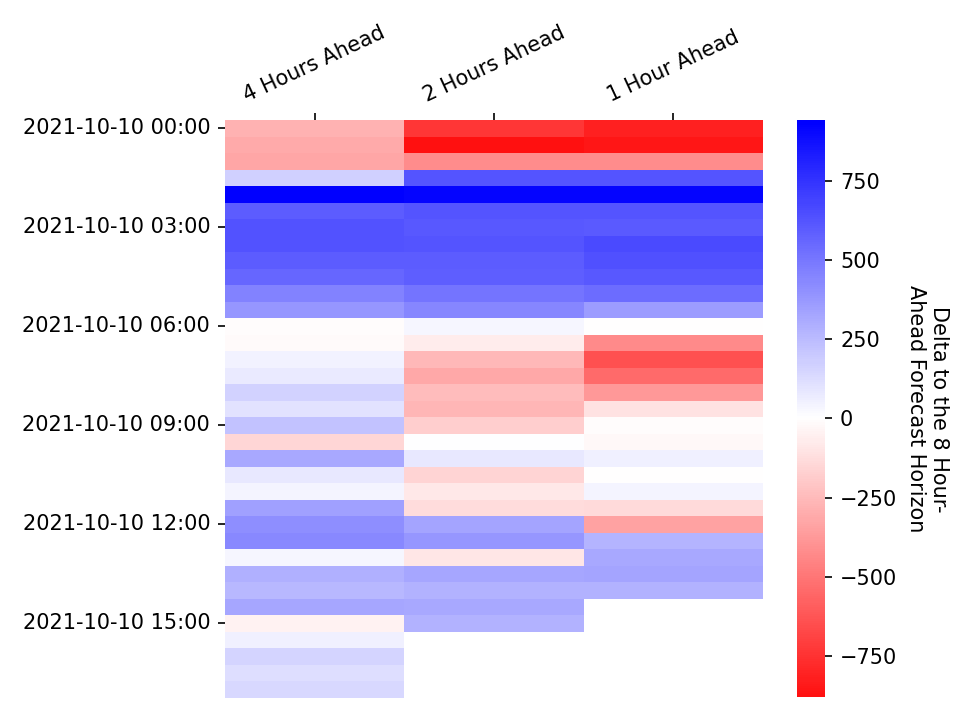 4 Hours Ahead
2 Hours Ahead
1 Hour Ahead
2021-10-10 00:00
2021-10-10 03:00
2021-10-10 06:00
2021-10-10 09:00
2021-10-10 12:00
2021-10-10 15:00
750
500
250
0
−250
−500
−750
Delta to the 8 Hour-
Ahead Forecast Horizon